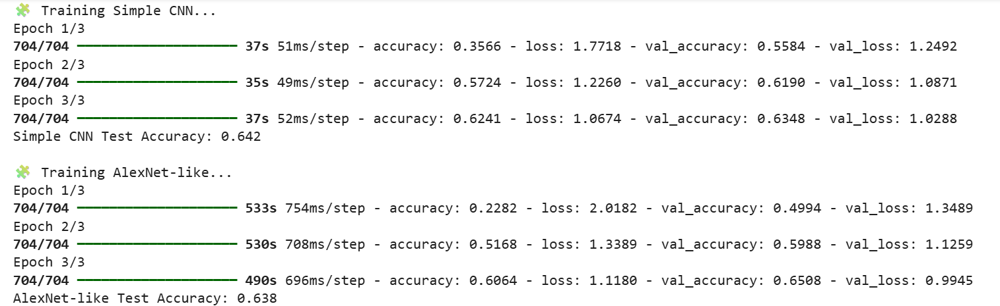 🧩 Training Simple CNN...
Epoch 1/3
704/704 ━━━━━━━━━━━━━━━━━━━━ 37s 51ms/step - accuracy: 0.3566 - loss: 1.7718 - val_accuracy: 0.5584 - val_loss: 1.2492
Epoch 2/3
704/704 ━━━━━━━━━━━━━━━━━━━━ 35s 49ms/step - accuracy: 0.5724 - loss: 1.2260 - val_accuracy: 0.6190 - val_loss: 1.0871
Epoch 3/3
704/704 ━━━━━━━━━━━━━━━━━━━━ 37s 52ms/step - accuracy: 0.6241 - loss: 1.0674 - val_accuracy: 0.6348 - val_loss: 1.0288
Simple CNN Test Accuracy: 0.642
🧩 Training AlexNet-like...
Epoch 1/3
704/704 ━━━━━━━━━━━━━━━━━━━━ 533s 754ms/step - accuracy: 0.2282 - loss: 2.0182 - val_accuracy: 0.4994 - val_loss: 1.3489
Epoch 2/3
704/704 ━━━━━━━━━━━━━━━━━━━━ 530s 708ms/step - accuracy: 0.5168 - loss: 1.3389 - val_accuracy: 0.5988 - val_loss: 1.1259
Epoch 3/3
704/704 ━━━━━━━━━━━━━━━━━━━━ 490s 696ms/step - accuracy: 0.6064 - loss: 1.1180 - val_accuracy: 0.6508 - val_loss: 0.9945
AlexNet-like Test Accuracy: 0.638